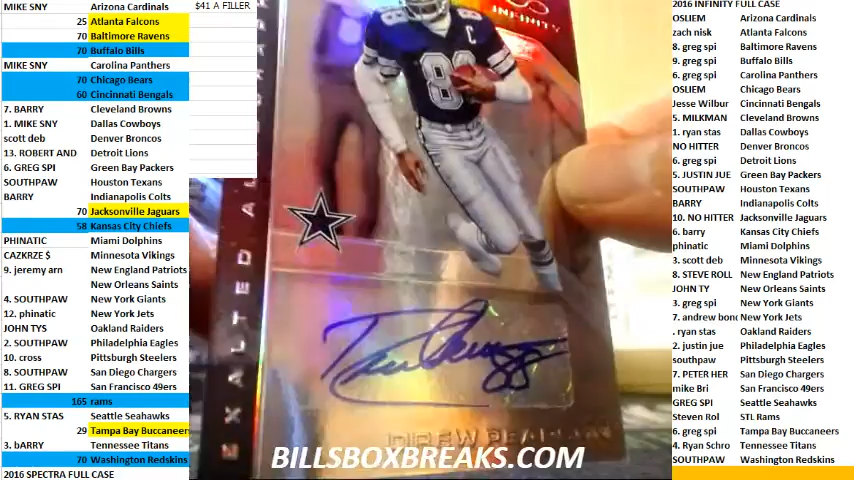 MIKE SNY Arizona Cardinals
25 Atlanta Falcons
70 Baltimore Ravens
70 Buffalo Bills
MIKE SNY Carolina Panthers
70 Chicago Bears
60 Cincinnati Bengals
7. BARRY Cleveland Browns
1. MIKE SNY Dallas Cowboys
scott deb Denver Broncos
13. ROBERT AND Detroit Lions
6. GREG SPI Green Bay Packers
SOUTHPAW Houston Texans
BARRY Indianapolis Colts
70 Jacksonville Jaguars
58 Kansas City Chiefs
PHINATIC Miami Dolphins
CAZKRZE $ Minnesota Vikings
9. jeremy arn New England Patriots
New Orleans Saints
4. SOUTHPAW New York Giants
12. phinatic New York Jets
JOHN TYS Oakland Raiders
2. SOUTHPAW Philadelphia Eagles
10. cross Pittsburgh Steelers
8. SOUTHPAW San Diego Chargers
11. GREG SPI San Francisco 49ers
165 rams
5. RYAN STAS Seattle Seahawks
29 Tampa Bay Buccaneer
3. bARRY Tennessee Titans
70 Washington Redskins
2016 SPECTRA FULL CASE
$41 A FILLER
INFINITY
C
88
EXALTED
88
DREW PEARSON
BILLSBOXBREAKS.COM
2016 INFINITY FULL CASE
OSLIEM Arizona Cardinals
zach nisk Atlanta Falcons
8. greg spi Baltimore Ravens
9. greg spi Buffalo Bills
6. greg spi Carolina Panthers
OSLIEM Chicago Bears
Jesse Wilbur Cincinnati Bengals
5. MILKMAN Cleveland Browns
1. ryan stas Dallas Cowboys
NO HITTER Denver Broncos
6. greg spi Detroit Lions
5. JUSTIN JUE Green Bay Packers
SOUTHPAW Houston Texans
BARRY Indianapolis Colts
10. NO HITTER Jacksonville Jaguars
6. barry Kansas City Chiefs
phinatic Miami Dolphins
3. scott deb Minnesota Vikings
8. STEVE ROLL New England Patriots
JOHN TY New Orleans Saints
3. greg spi New York Giants
7. andrew bond New York Jets
. ryan stas Oakland Raiders
2. justin jue Philadelphia Eagles
southpaw Pittsburgh Steelers
7. PETER HER San Diego Chargers
mike Bri San Francisco 49ers
GREG SPI Seattle Seahawks
Steven Rol STL Rams
6. greg spi Tampa Bay Buccaneers
4. Ryan Schro Tennessee Titans
SOUTHPAW Washington Redskins